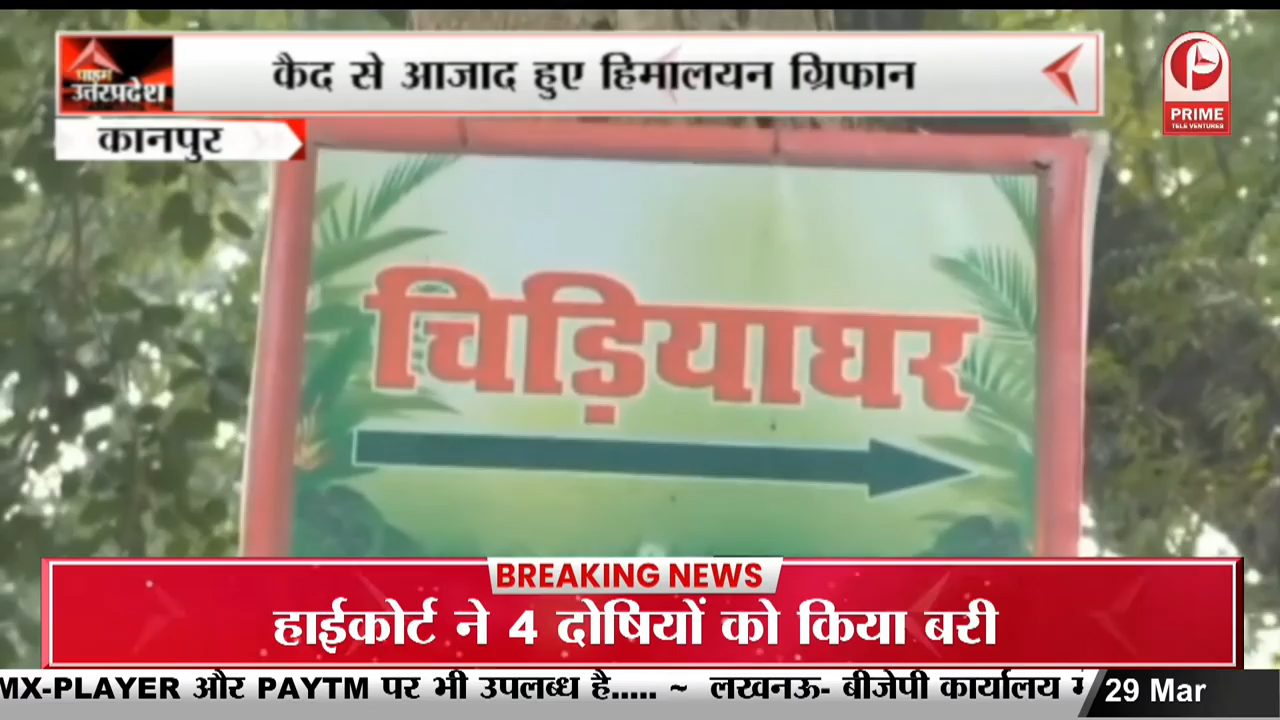 कैद से आजाद हुए हिमालयन ग्रिफान
प्राइम
उत्तरप्रदेश
PRIME
TELE VENTURES
कानपुर
चिड़ियाघर
BREAKING NEWS
हाईकोर्ट ने 4 दोषियों को किया बरी
MX-PLAYER और PAYTM पर भी उपलब्ध है..... ~ लखनऊ- बीजेपी कार्यालय
29 Mar